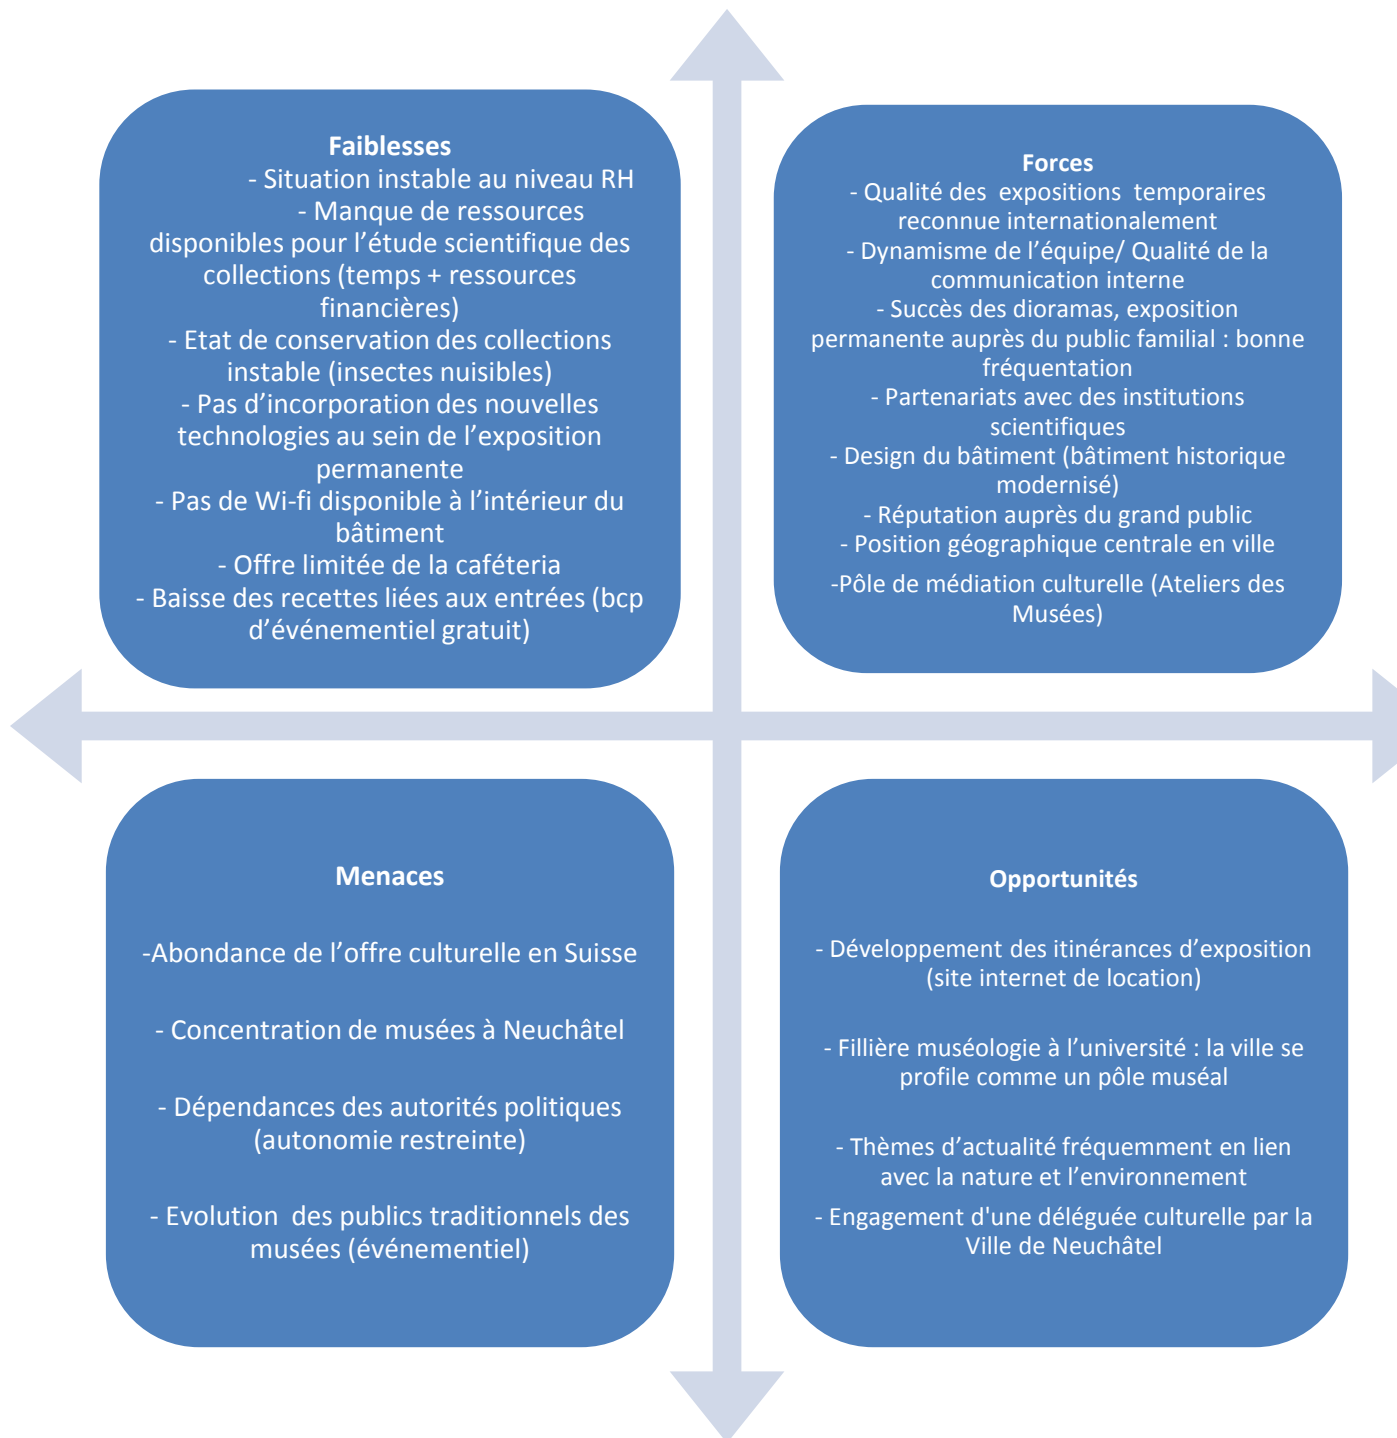 Faiblesses
- Situation instable au niveau RH
- Manque de ressources
disponibles pour l’étude scientifique des
collections (temps + ressources
financières)
- Etat de conservation des collections
instable (insectes nuisibles)
- Pas d’incorporation des nouvelles
technologies au sein de l’exposition
permanente
- Pas de Wi-fi disponible à l’intérieur du
bâtiment
- Offre limitée de la caféteria
- Baisse des recettes liées aux entrées (bcp
d’événementiel gratuit)
Forces
- Qualité des expositions temporaires
reconnue internationalement
- Dynamisme de l’équipe/ Qualité de la
communication interne
- Succès des dioramas, exposition
permanente auprès du public familial : bonne
fréquentation
- Partenariats avec des institutions
scientifiques
- Design du bâtiment (bâtiment historique
modernisé)
- Réputation auprès du grand public
- Position géographique centrale en ville
-Pôle de médiation culturelle (Ateliers des
Musées)
Menaces
-Abondance de l’offre culturelle en Suisse
- Concentration de musées à Neuchâtel
- Dépendances des autorités politiques
(autonomie restreinte)
- Evolution des publics traditionnels des
musées (événementiel)
Opportunités
- Développement des itinérances d’exposition
(site internet de location)
- Fillière muséologie à l’université : la ville se
profile comme un pôle muséal
- Thèmes d’actualité fréquemment en lien
avec la nature et l’environnement
- Engagement d'une déléguée culturelle par la
Ville de Neuchâtel